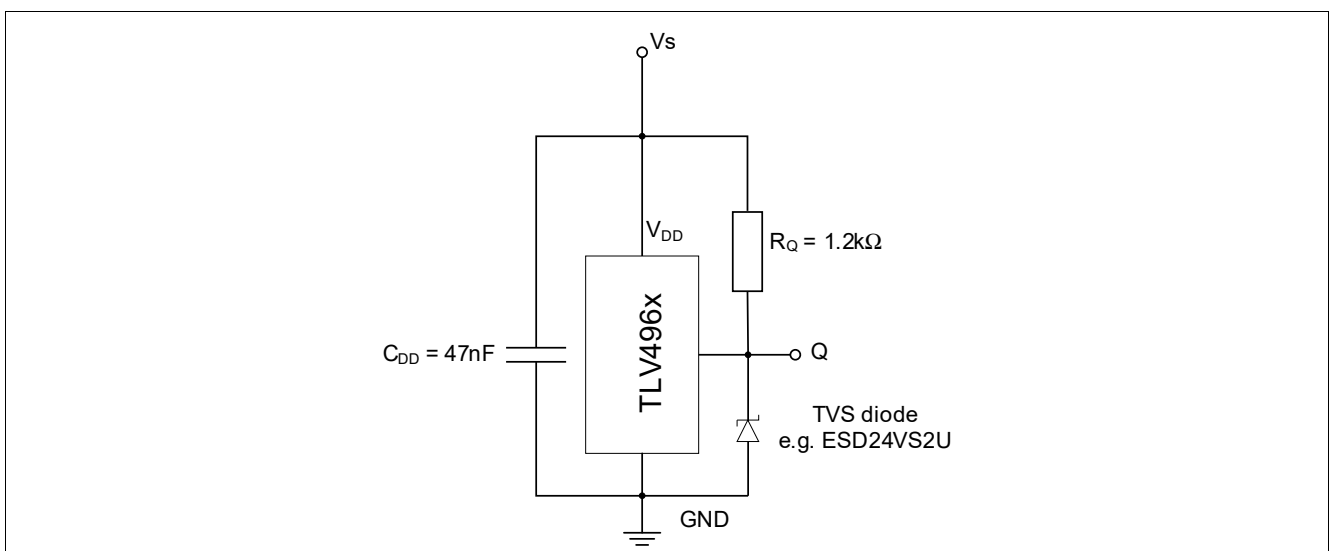 Vs
V_DD
R_Q = 1.2kΩ
TLV496x
C_DD = 47nF
Q
TVS diode
e.g. ESD24VS2U
GND